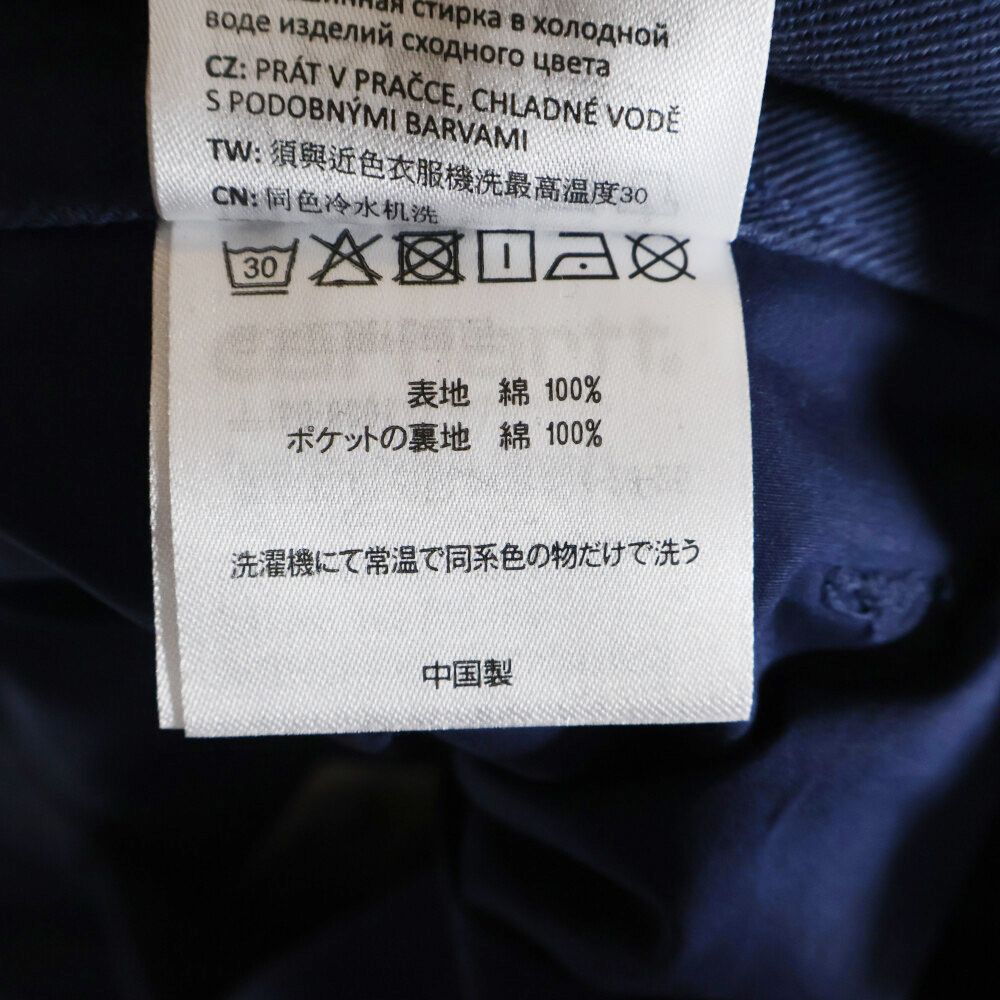 стирка в холодной
воде изделий сходного цвета
CZ: PRÁT V PRAČCE, CHLADNÉ VODĚ
S PODOBNÝMI BARVAMI
TW: 須與近色衣服機洗最高溫度30
CN: 同色冷水机洗
30
表地 綿 100%
ポケットの裏地 綿 100%
洗濯機にて常温で同系色の物だけで洗う
中国製